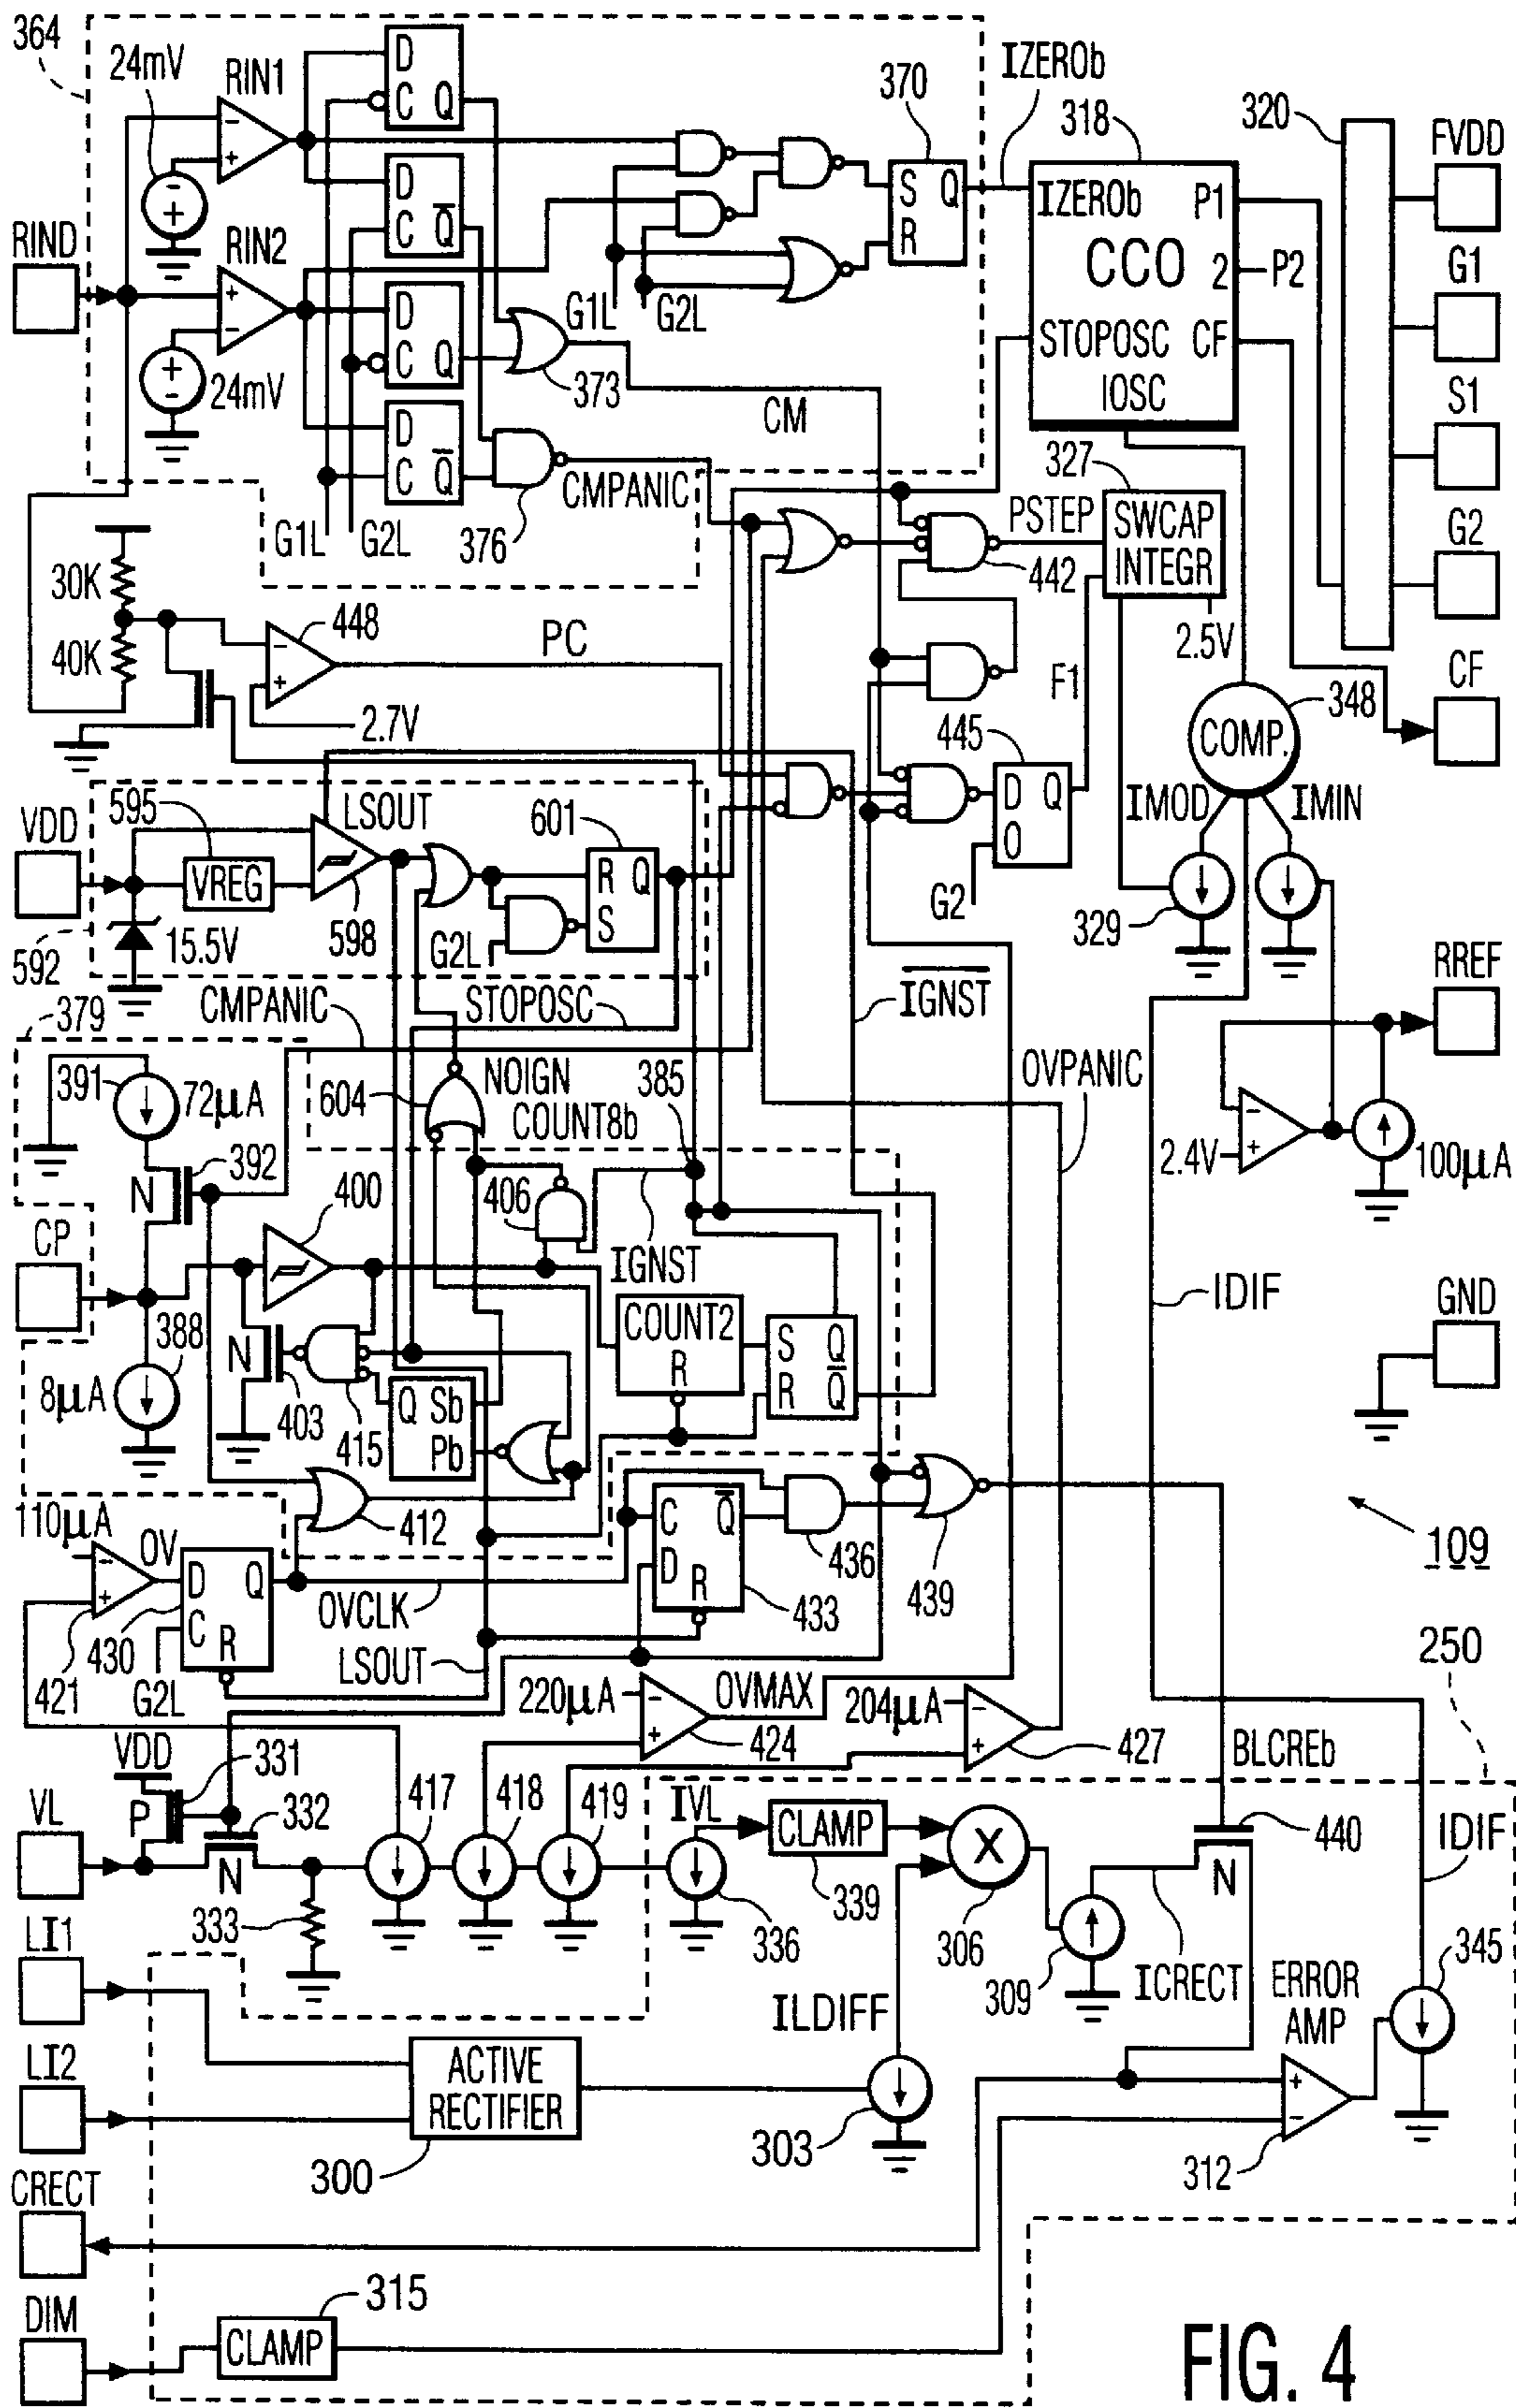 364
24mV
RIN1
D
C Q
370
IZEROb
318
320
FVDD
D
C Q
S Q
R
IZEROb P1
CCO
2 P2
STOPOSC CF
IOSC
RIND
RIN2
G1
D
C Q
G1L
G2L
24mV
373
CM
S1
D
C Q
CMPANIC
376
G1L
G2L
327
PSTEP
SWCAP
INTEGR
442
2.5V
G2
30K
40K
448
PC
2.7V
F1
CF
COMP.
348
445
D Q
O
G2
IMOD
IMIN
329
VDD
595
LSOUT
VREG
601
R Q
S
598
G2L
15.5V
592
CMPANIC
STOPOSC
IGNST
OVPANIC
RREF
379
391
72µA
604
NOIGN
COUNT8b
385
2.4V
100µA
392
N
400
406
IGNST
CP
388
8µA
N
403
415
Q Sb
Pb
COUNT2
R
S Q
R Q
IDIF
GND
412
110µA
OV
D Q
C
R
421
430
G2L
OVCLK
LSOUT
C Q
D
R
433
436
439
109
250
220µA
OVMAX
424
204µA
427
BLCREb
VDD
331
P
VL
332
N
333
417
418
419
IVL
CLAMP
339
336
X
306
309
ICRECT
440
N
IDIF
LI1
ILDIFF
ERROR
AMP
345
LI2
ACTIVE
RECTIFIER
300
303
312
CRECT
DIM
315
CLAMP
FIG. 4